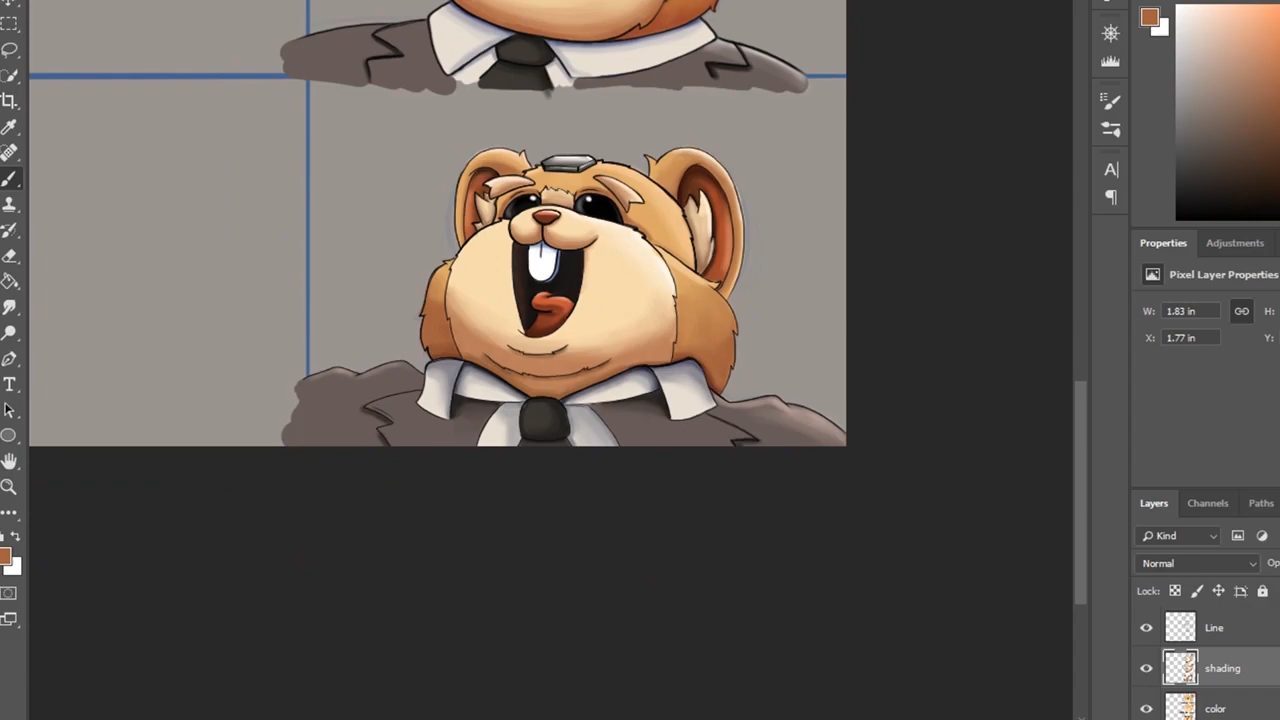 Properties Adjustments
Pixel Layer Properties
W: 1.83 in H:
X: 1.77 in Y:
Layers Channels Paths
Kind
Normal Op
Lock:
Line
shading
color